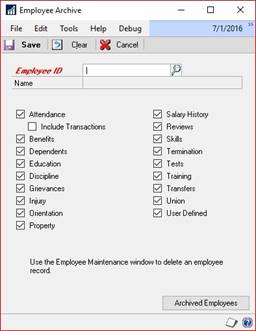 Employee Archive
File Edit Tools Help Debug 7/1/2016
Save Clear Cancel
Employee ID
Name
Attendance
Include Transactions
Benefits
Dependents
Education
Discipline
Grievances
Injury
Orientation
Property
Salary History
Reviews
Skills
Termination
Tests
Training
Transfers
Union
User Defined
Use the Employee Maintenance window to delete an employee
record.
Archived Employees